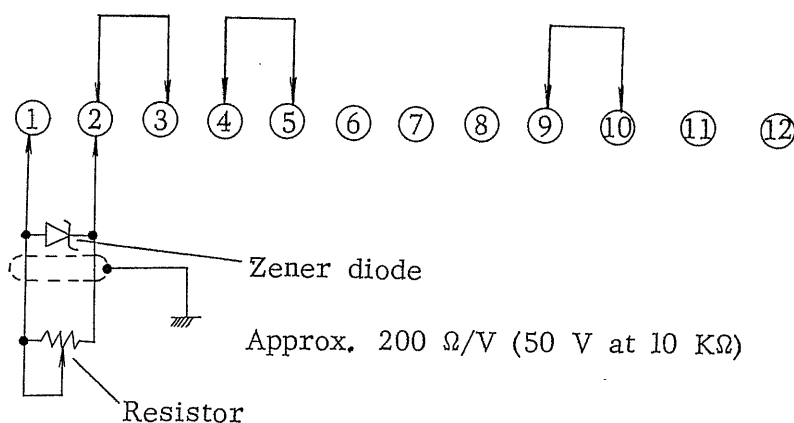 ① ② ③ ④ ⑤ ⑥ ⑦ ⑧ ⑨ ⑩ ⑪ ⑫
Zener diode
Approx. 200 Ω/V (50 V at 10 KΩ)
Resistor